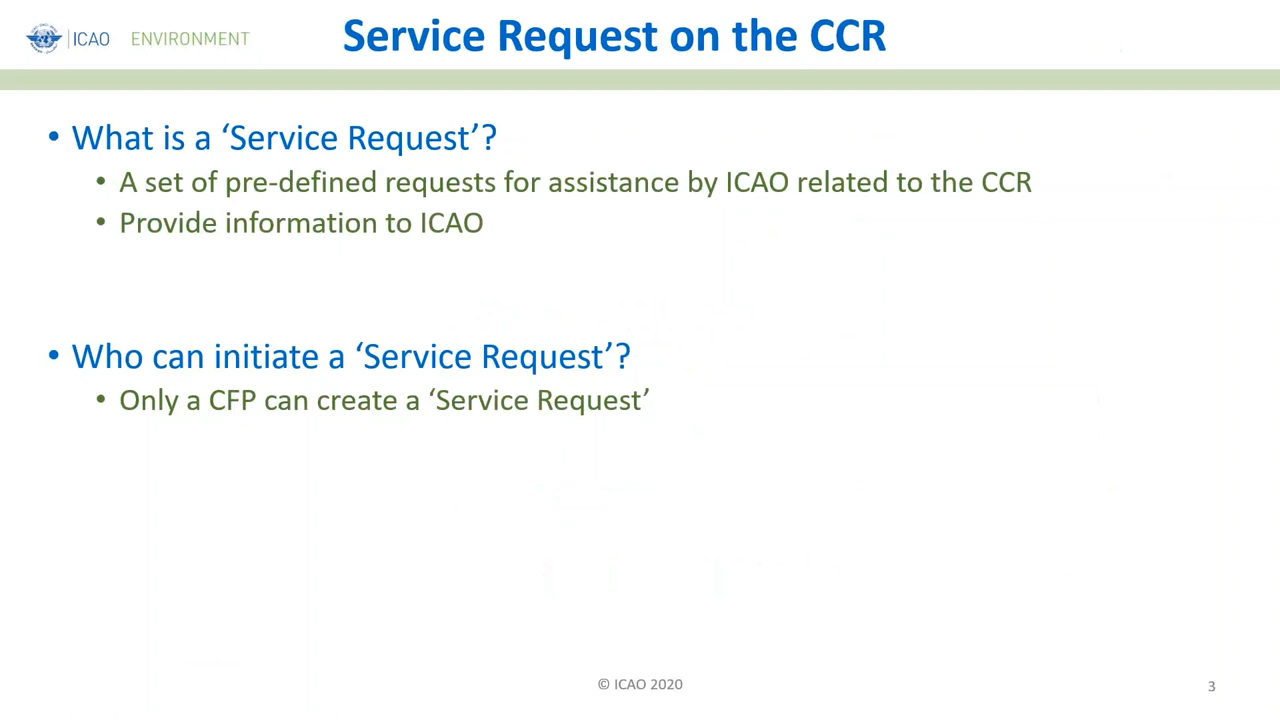 ICAO ENVIRONMENT
Service Request on the CCR
• What is a ‘Service Request’?
• A set of pre-defined requests for assistance by ICAO related to the CCR
• Provide information to ICAO
• Who can initiate a ‘Service Request’?
• Only a CFP can create a ‘Service Request’
© ICAO 2020
3